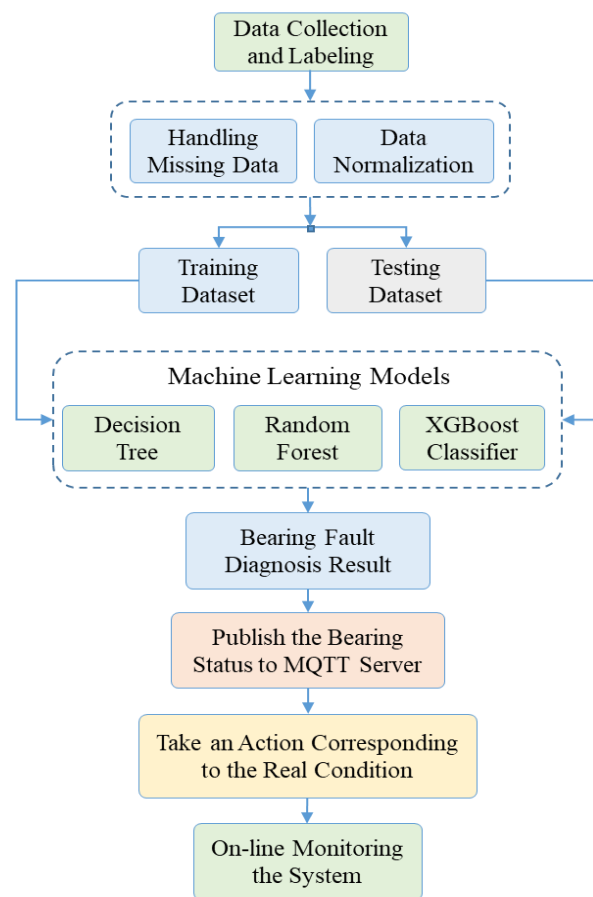 Data Collection
and Labeling
Handling
Missing Data
Data
Normalization
Training
Dataset
Testing
Dataset
Machine Learning Models
Decision
Tree
Random
Forest
XGBoost
Classifier
Bearing Fault
Diagnosis Result
Publish the Bearing
Status to MQTT Server
Take an Action Corresponding
to the Real Condition
On-line Monitoring
the System